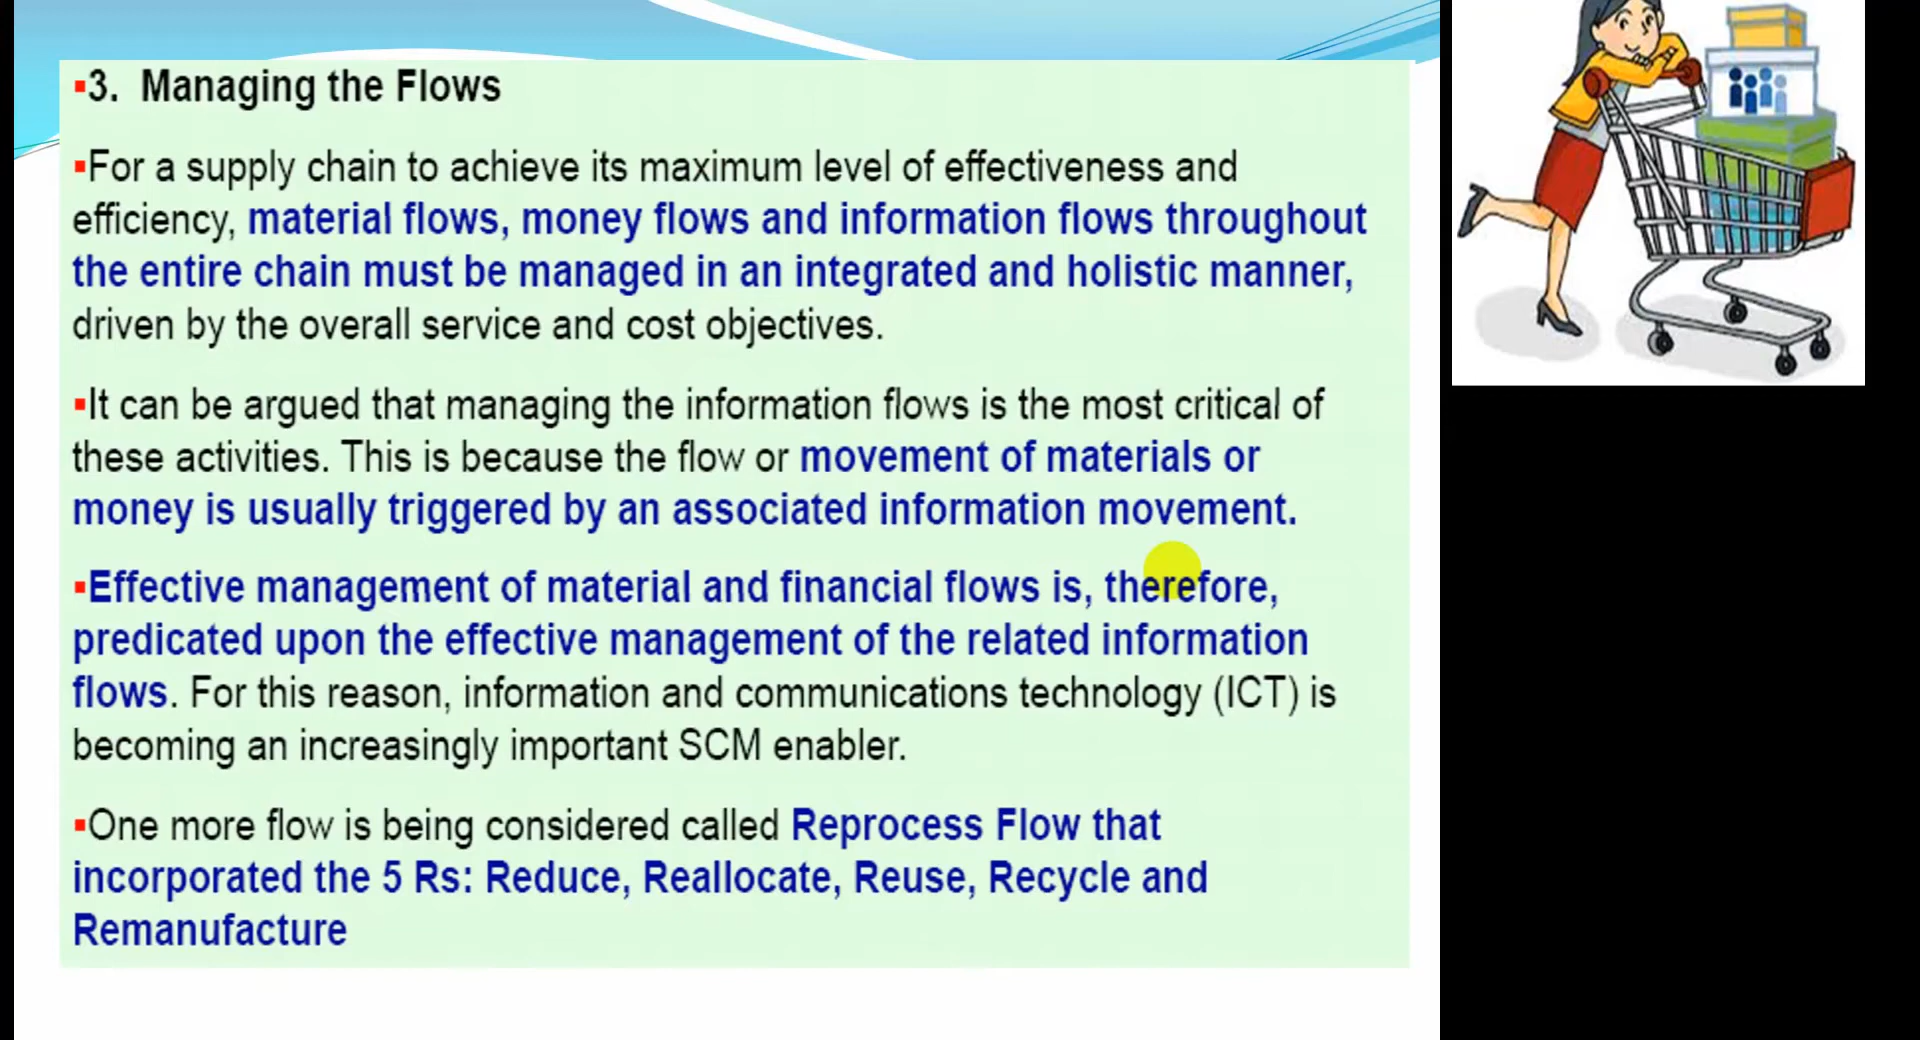 ▪3. Managing the Flows
▪For a supply chain to achieve its maximum level of effectiveness and
efficiency, material flows, money flows and information flows throughout
the entire chain must be managed in an integrated and holistic manner,
driven by the overall service and cost objectives.
▪It can be argued that managing the information flows is the most critical of
these activities. This is because the flow or movement of materials or
money is usually triggered by an associated information movement.
▪Effective management of material and financial flows is, therefore,
predicated upon the effective management of the related information
flows. For this reason, information and communications technology (ICT) is
becoming an increasingly important SCM enabler.
▪One more flow is being considered called Reprocess Flow that
incorporated the 5 Rs: Reduce, Reallocate, Reuse, Recycle and
Remanufacture